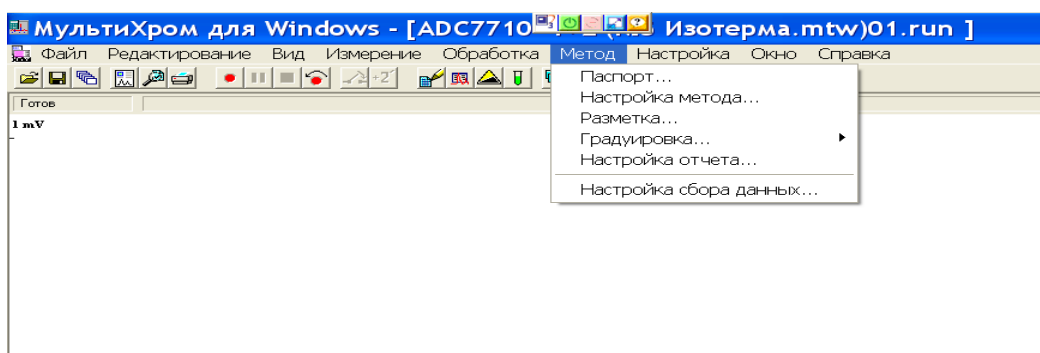 МультиХром для Windows - [ADC7710 Изотерма.mtw)01.run ]
Файл Редактирование Вид Измерение Обработка Метод Настройка Окно Справка
+2
Готов
1 mV
Паспорт...
Настройка метода...
Разметка...
Градуировка...
Настройка отчета...
Настройка сбора данных...